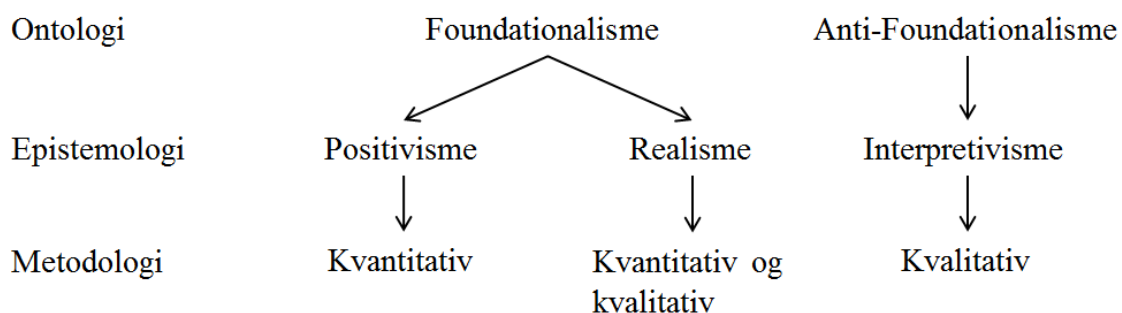 Ontologi Foundationalisme Anti-Foundationalisme
Epistemologi Positivisme Realisme Interpretivisme
Metodologi Kvantitativ Kvantitativ og Kvalitativ
kvalitativ